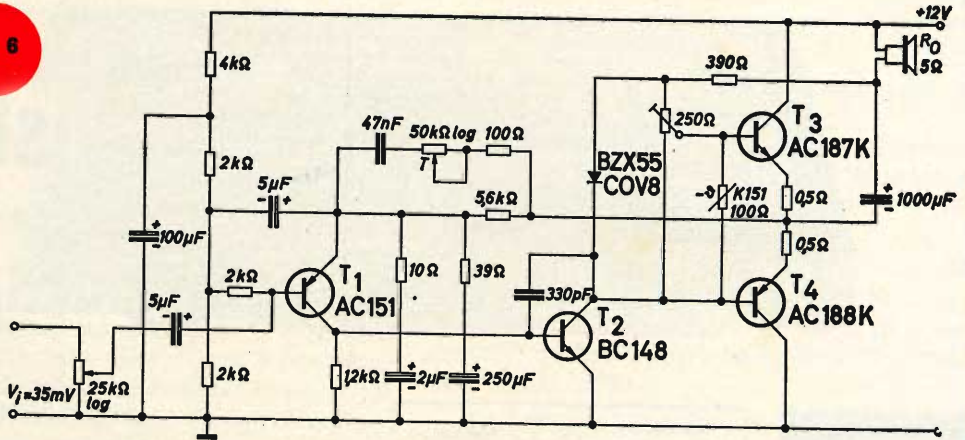 6
+12V
4kΩ
390Ω
R₀
5Ω
47nF
50kΩ log
100Ω
250Ω
T₃
AC187K
2kΩ
T
BZX55
COV8
5µF
- +
5,6kΩ
-ϑ
K151
100Ω
0,5Ω
+
-
1000µF
+
-
100µF
2kΩ
T₁
AC151
10Ω
39Ω
0,5Ω
330pF
T₄
AC188K
5µF
- +
T₂
BC148
Vᵢ=35mV
25kΩ
log
2kΩ
1,2kΩ
+
-
2µF
+
-
250µF